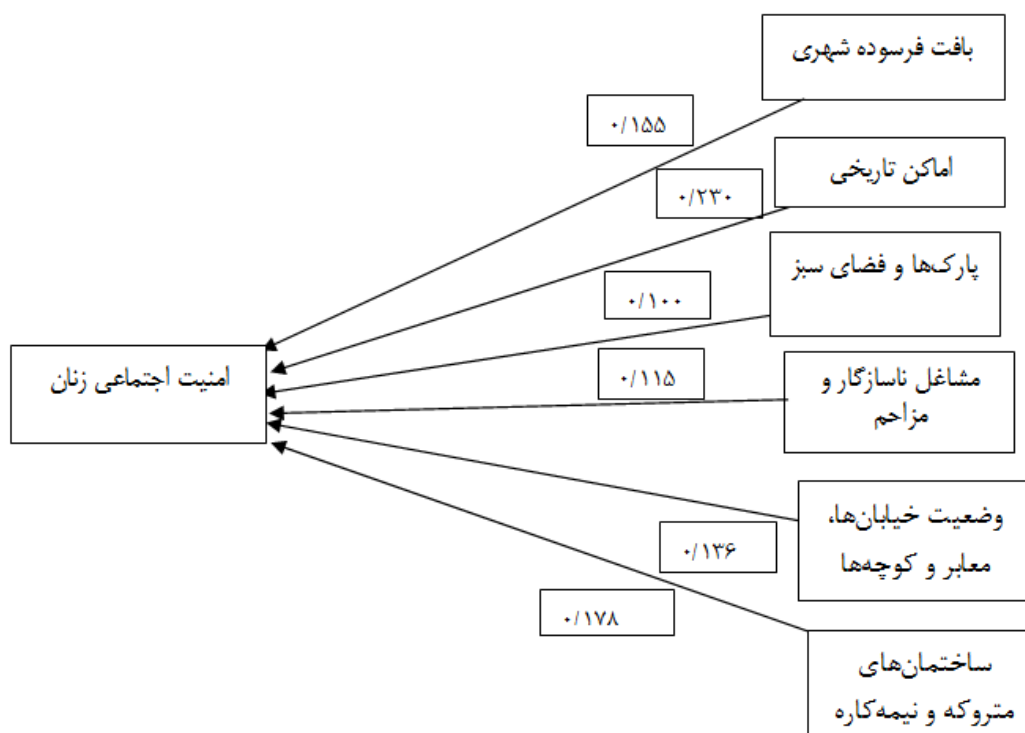 بافت فرسوده شهری
۰/۱۵۵
اماکن تاریخی
۰/۲۳۰
پارک‌ها و فضای سبز
۰/۱۰۰
امنیت اجتماعی زنان
مشاغل ناسازگار و
مزاحم
۰/۱۱۵
وضعیت خیابان‌ها،
معابر و کوچه‌ها
۰/۱۳۶
ساختمان‌های
متروکه و نیمه‌کاره
۰/۱۷۸